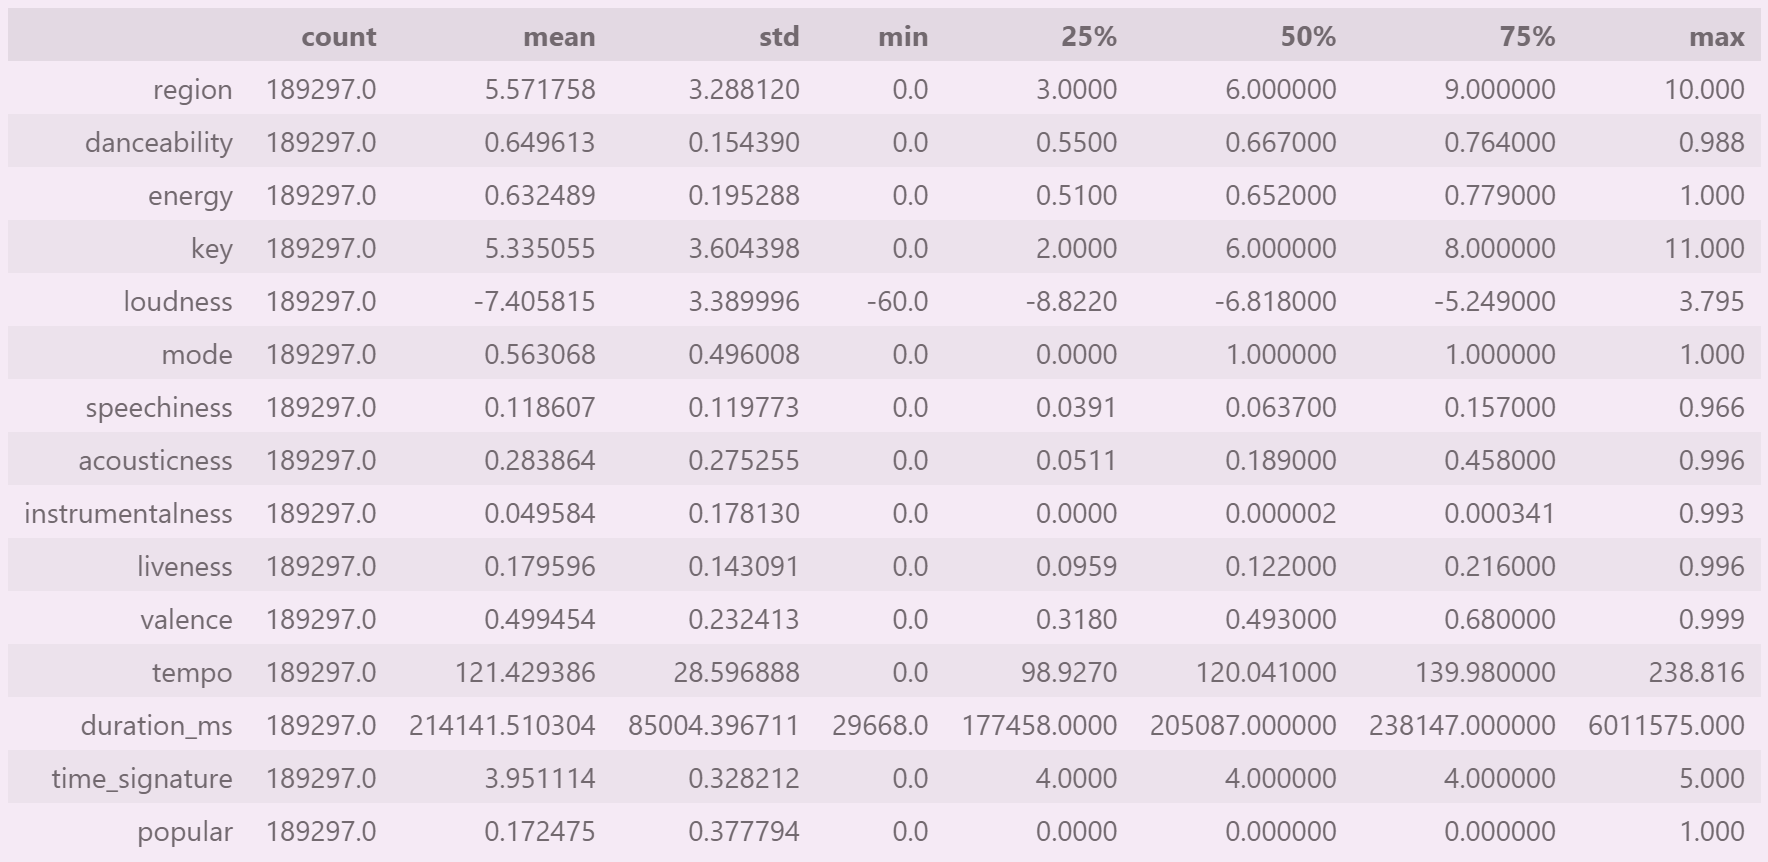 count mean std min 25% 50% 75% max
region 189297.0 5.571758 3.288120 0.0 3.0000 6.000000 9.000000 10.000
danceability 189297.0 0.649613 0.154390 0.0 0.5500 0.667000 0.764000 0.988
energy 189297.0 0.632489 0.195288 0.0 0.5100 0.652000 0.779000 1.000
key 189297.0 5.335055 3.604398 0.0 2.0000 6.000000 8.000000 11.000
loudness 189297.0 -7.405815 3.389996 -60.0 -8.8220 -6.818000 -5.249000 3.795
mode 189297.0 0.563068 0.496008 0.0 0.0000 1.000000 1.000000 1.000
speechiness 189297.0 0.118607 0.119773 0.0 0.0391 0.063700 0.157000 0.966
acousticness 189297.0 0.283864 0.275255 0.0 0.0511 0.189000 0.458000 0.996
instrumentalness 189297.0 0.049584 0.178130 0.0 0.0000 0.000002 0.000341 0.993
liveness 189297.0 0.179596 0.143091 0.0 0.0959 0.122000 0.216000 0.996
valence 189297.0 0.499454 0.232413 0.0 0.3180 0.493000 0.680000 0.999
tempo 189297.0 121.429386 28.596888 0.0 98.9270 120.041000 139.980000 238.816
duration_ms 189297.0 214141.510304 85004.396711 29668.0 177458.0000 205087.000000 238147.000000 6011575.000
time_signature 189297.0 3.951114 0.328212 0.0 4.0000 4.000000 4.000000 5.000
popular 189297.0 0.172475 0.377794 0.0 0.0000 0.000000 0.000000 1.000